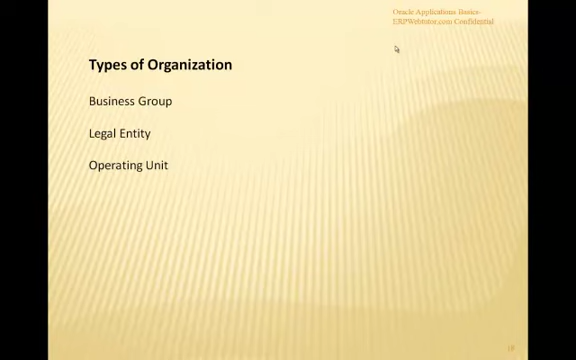 Oracle Applications Basics-
ERPWebtutor.com Confidential
Types of Organization
Business Group
Legal Entity
Operating Unit